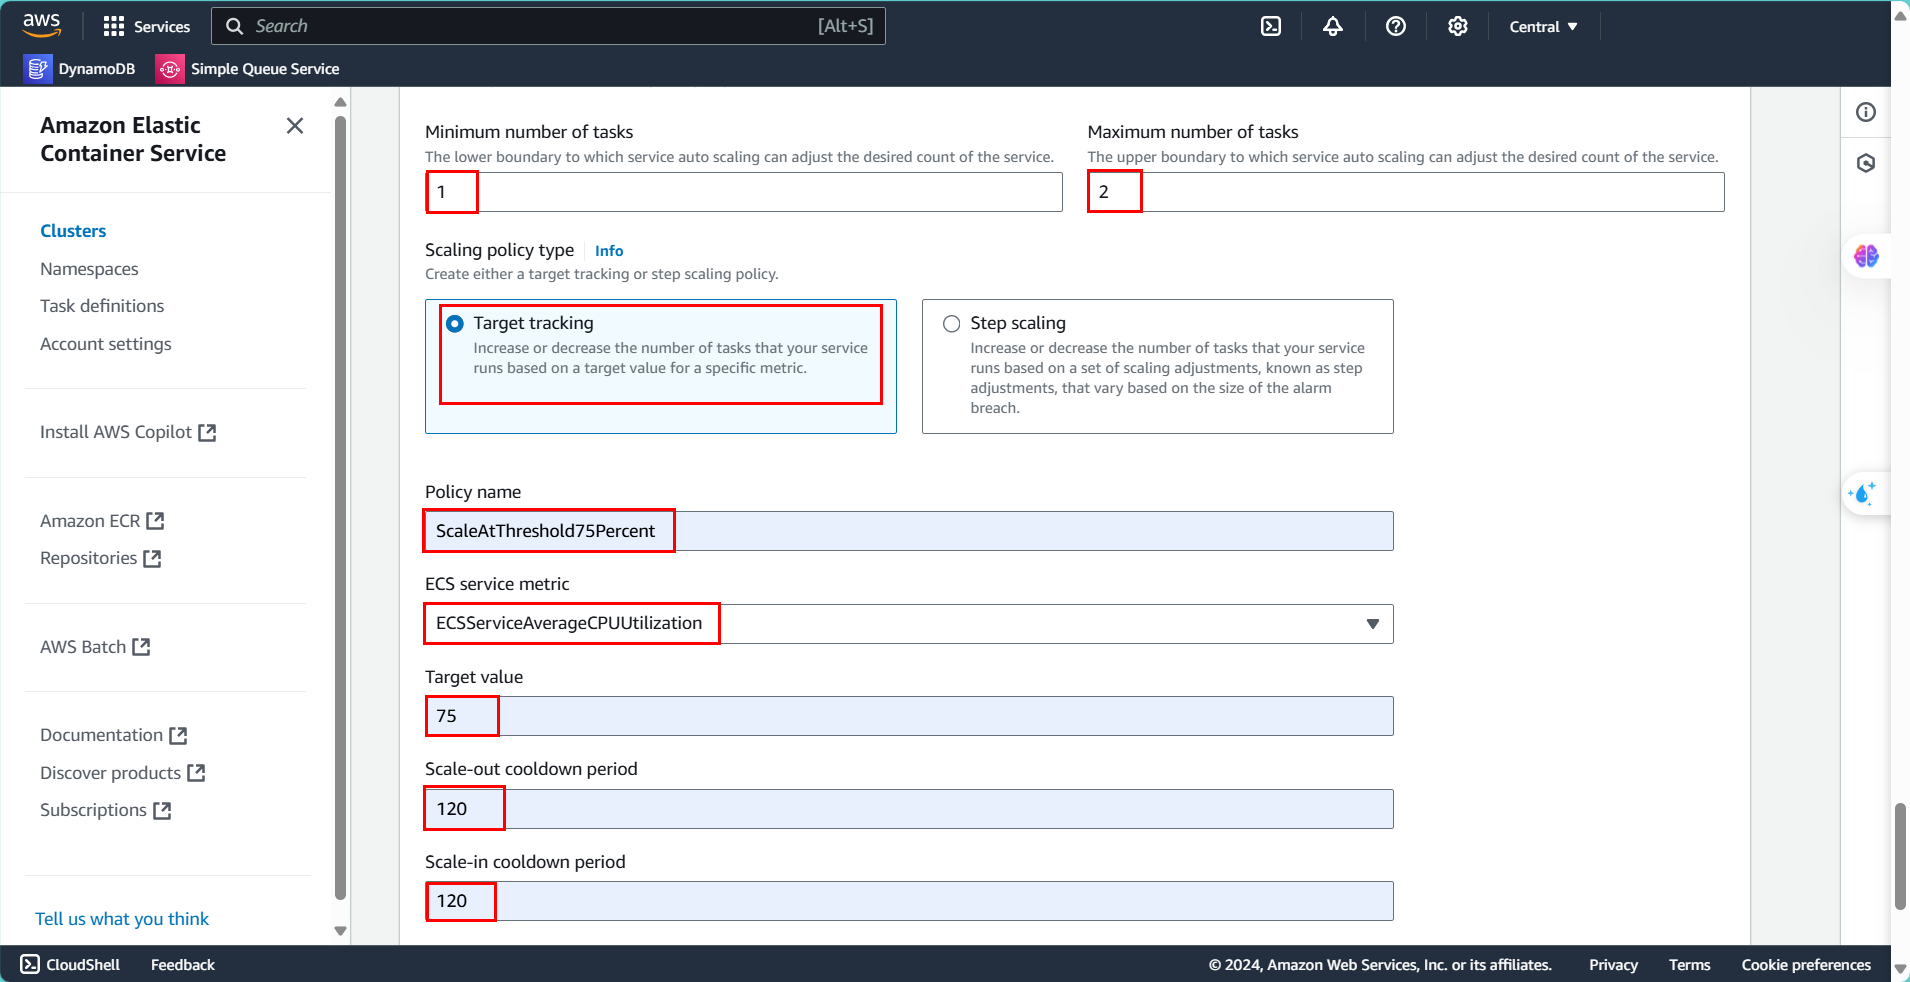 aws
Services
Search
[Alt+S]
Central
DynamoDB
Simple Queue Service
Amazon Elastic
Container Service
Clusters
Namespaces
Task definitions
Account settings
Install AWS Copilot
Amazon ECR
Repositories
AWS Batch
Documentation
Discover products
Subscriptions
Tell us what you think
Minimum number of tasks
The lower boundary to which service auto scaling can adjust the desired count of the service.
1
Maximum number of tasks
The upper boundary to which service auto scaling can adjust the desired count of the service.
2
Scaling policy type
Info
Create either a target tracking or step scaling policy.
Target tracking
Increase or decrease the number of tasks that your service
runs based on a target value for a specific metric.
Step scaling
Increase or decrease the number of tasks that your service
runs based on a set of scaling adjustments, known as step
adjustments, that vary based on the size of the alarm
breach.
Policy name
ScaleAtThreshold75Percent
ECS service metric
ECSServiceAverageCPUUtilization
Target value
75
Scale-out cooldown period
120
Scale-in cooldown period
120
CloudShell
Feedback
© 2024, Amazon Web Services, Inc. or its affiliates.
Privacy
Terms
Cookie preferences